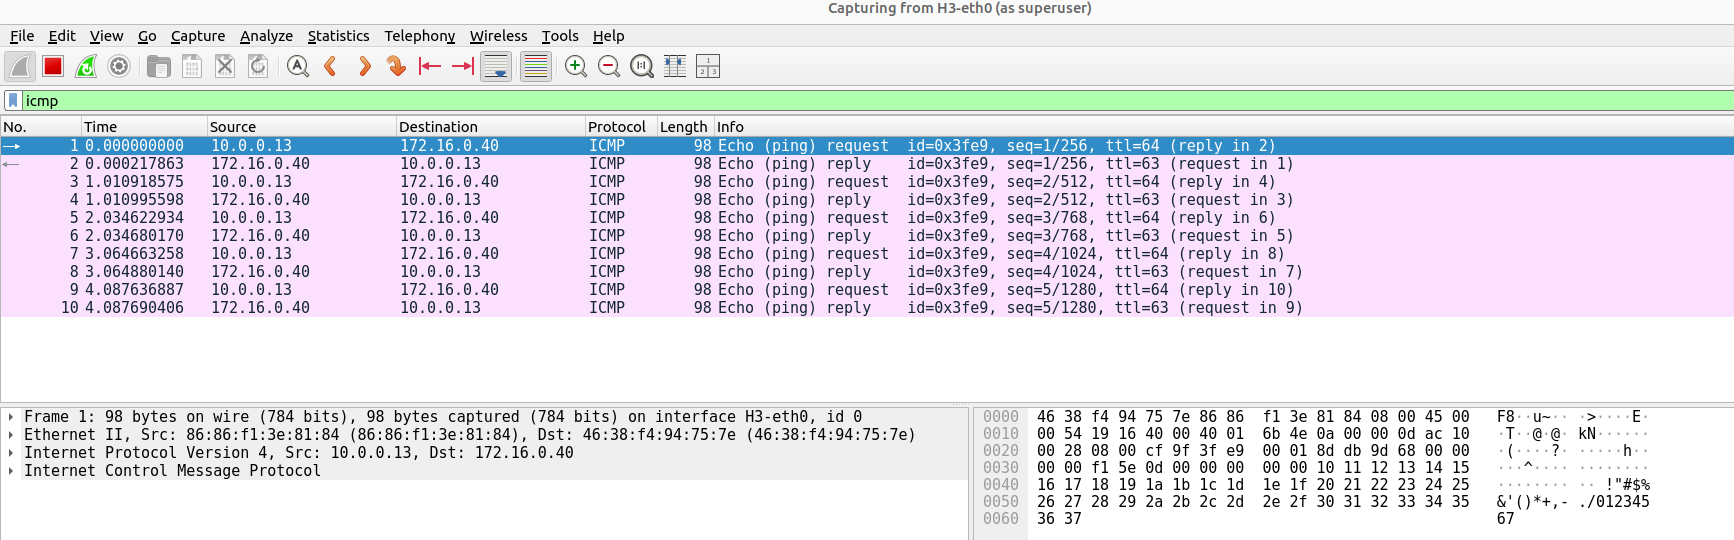 Capturing from H3-eth0 (as superuser)
File Edit View Go Capture Analyze Statistics Telephony Wireless Tools Help
icmp
No. Time Source Destination Protocol Length Info
1 0.000000000 10.0.0.13 172.16.0.40 ICMP 98 Echo (ping) request id=0x3fe9, seq=1/256, ttl=64 (reply in 2)
2 0.000217863 172.16.0.40 10.0.0.13 ICMP 98 Echo (ping) reply id=0x3fe9, seq=1/256, ttl=63 (request in 1)
3 1.010918575 10.0.0.13 172.16.0.40 ICMP 98 Echo (ping) request id=0x3fe9, seq=2/512, ttl=64 (reply in 4)
4 1.010995598 172.16.0.40 10.0.0.13 ICMP 98 Echo (ping) reply id=0x3fe9, seq=2/512, ttl=63 (request in 3)
5 2.034622934 10.0.0.13 172.16.0.40 ICMP 98 Echo (ping) request id=0x3fe9, seq=3/768, ttl=64 (reply in 6)
6 2.034680170 172.16.0.40 10.0.0.13 ICMP 98 Echo (ping) reply id=0x3fe9, seq=3/768, ttl=63 (request in 5)
7 3.064663258 10.0.0.13 172.16.0.40 ICMP 98 Echo (ping) request id=0x3fe9, seq=4/1024, ttl=64 (reply in 8)
8 3.064880140 172.16.0.40 10.0.0.13 ICMP 98 Echo (ping) reply id=0x3fe9, seq=4/1024, ttl=63 (request in 7)
9 4.087636887 10.0.0.13 172.16.0.40 ICMP 98 Echo (ping) request id=0x3fe9, seq=5/1280, ttl=64 (reply in 10)
10 4.087690406 172.16.0.40 10.0.0.13 ICMP 98 Echo (ping) reply id=0x3fe9, seq=5/1280, ttl=63 (request in 9)
Frame 1: 98 bytes on wire (784 bits), 98 bytes captured (784 bits) on interface H3-eth0, id 0
Ethernet II, Src: 86:86:f1:3e:81:84 (86:86:f1:3e:81:84), Dst: 46:38:f4:94:75:7e (46:38:f4:94:75:7e)
Internet Protocol Version 4, Src: 10.0.0.13, Dst: 172.16.0.40
Internet Control Message Protocol
0000 46 38 f4 94 75 7e 86 86 f1 3e 81 84 08 00 45 00 F8··u~·· ·>····E·
0010 00 54 19 16 40 00 40 01 6b 4e 0a 00 00 0d ac 10 ·T··@·@· kN······
0020 00 28 08 00 cf 9f 3f e9 00 01 8d db 9d 68 00 00 ·(····?· ·····h··
0030 00 00 f1 5e 0d 00 00 00 00 00 10 11 12 13 14 15 ···^···· ········
0040 16 17 18 19 1a 1b 1c 1d 1e 1f 20 21 22 23 24 25 ········ ·· !"#$%
0050 26 27 28 29 2a 2b 2c 2d 2e 2f 30 31 32 33 34 35 &'()*+,- ./012345
0060 36 37 67